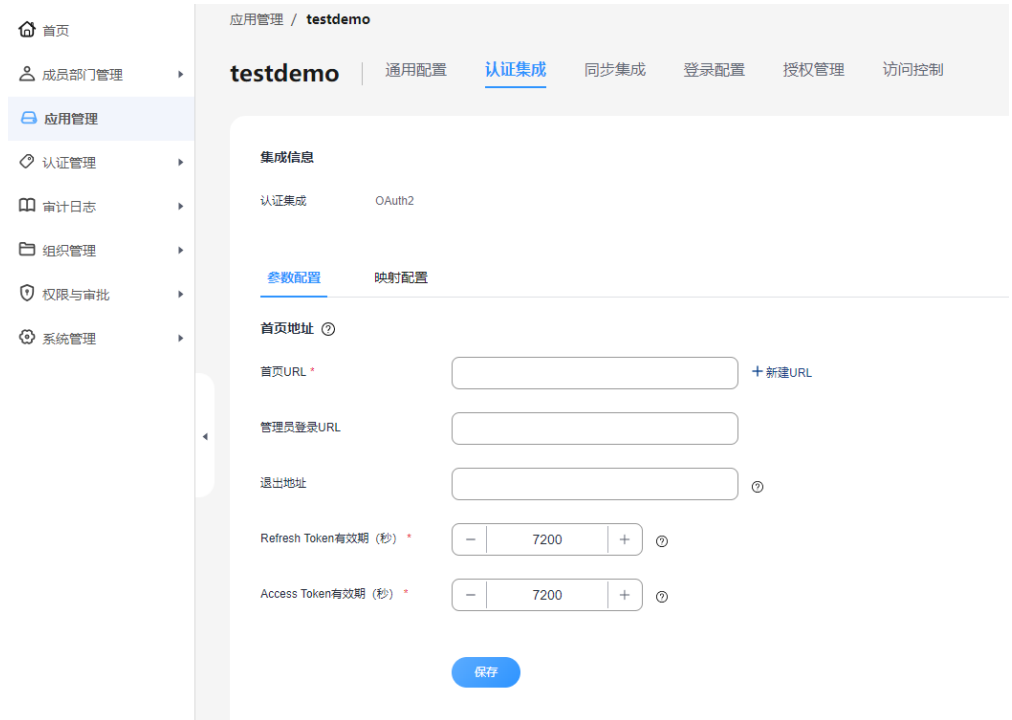 首页
成员部门管理
应用管理
认证管理
审计日志
组织管理
权限与审批
系统管理
应用管理 / testdemo
testdemo 通用配置 认证集成 同步集成 登录配置 授权管理 访问控制
集成信息
认证集成 OAuth2
参数配置 映射配置
首页地址 ?
首页URL * +新建URL
管理员登录URL
退出地址 ?
Refresh Token有效期（秒） * − 7200 + ?
Access Token有效期（秒） * − 7200 + ?
保存